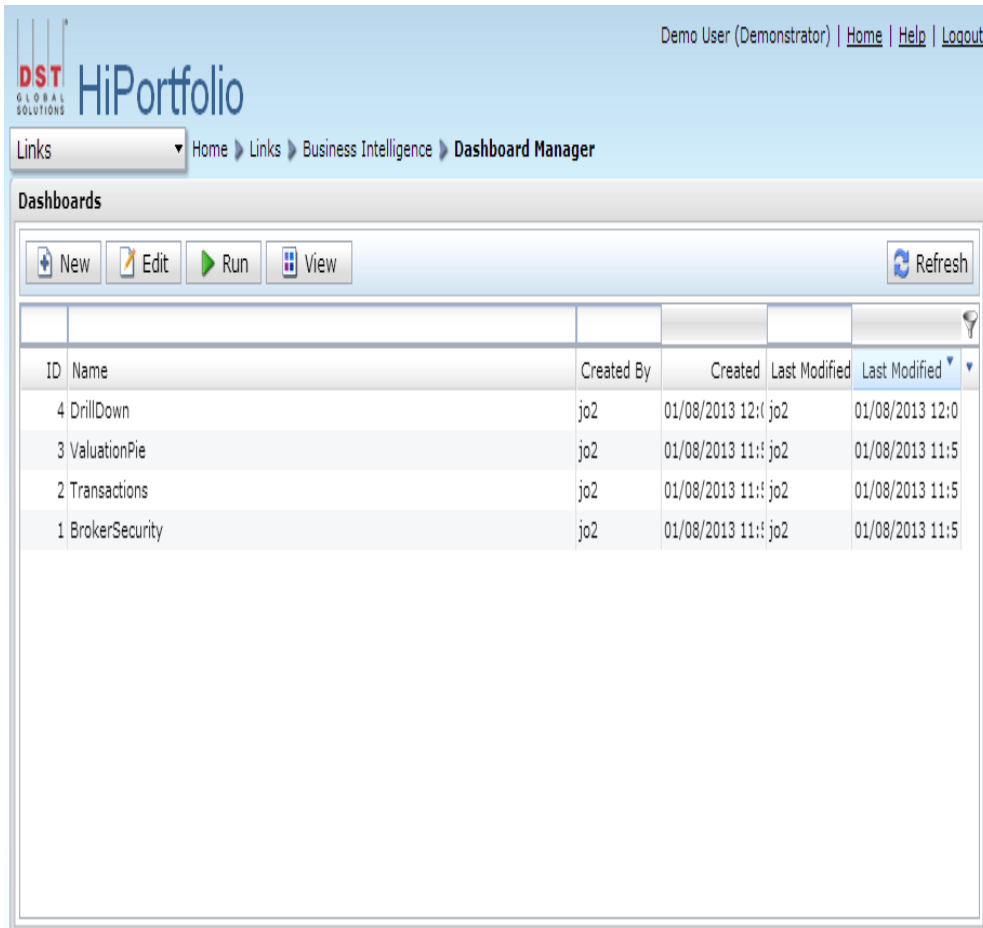 Demo User (Demonstrator) | Home | Help | Logout
DST
GLOBAL
SOLUTIONS
HiPortfolio
Links Home Links Business Intelligence Dashboard Manager
Dashboards
New Edit Run View Refresh
ID Name Created By Created Last Modified Last Modified
4 DrillDown jo2 01/08/2013 12:0 jo2 01/08/2013 12:0
3 ValuationPie jo2 01/08/2013 11:5 jo2 01/08/2013 11:5
2 Transactions jo2 01/08/2013 11:5 jo2 01/08/2013 11:5
1 BrokerSecurity jo2 01/08/2013 11:5 jo2 01/08/2013 11:5